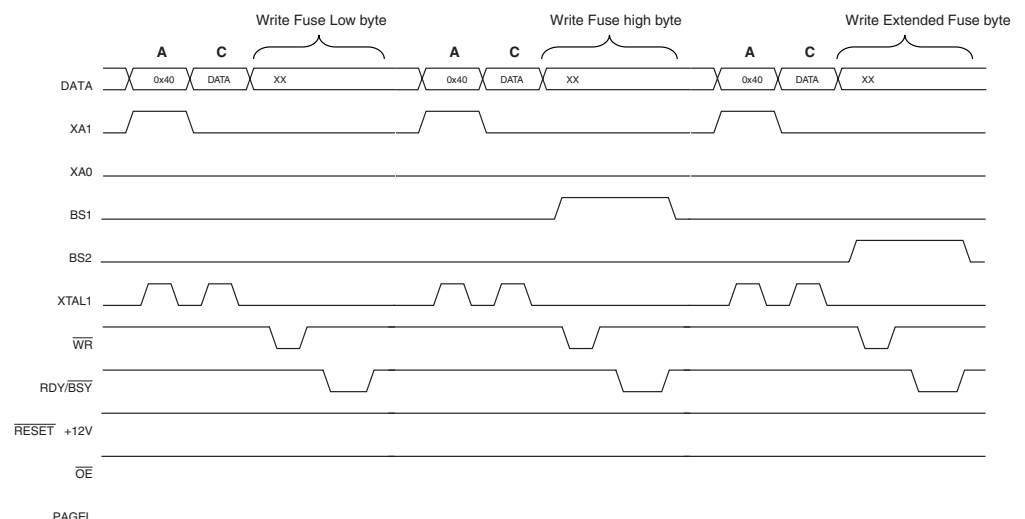 Write Fuse Low byte Write Fuse high byte Write Extended Fuse byte
A C A C A C
DATA 0x40 DATA XX 0x40 DATA XX 0x40 DATA XX
XA1
XA0
BS1
BS2
XTAL1
WR
RDY/BSY
RESET +12V
OE
PAGEL